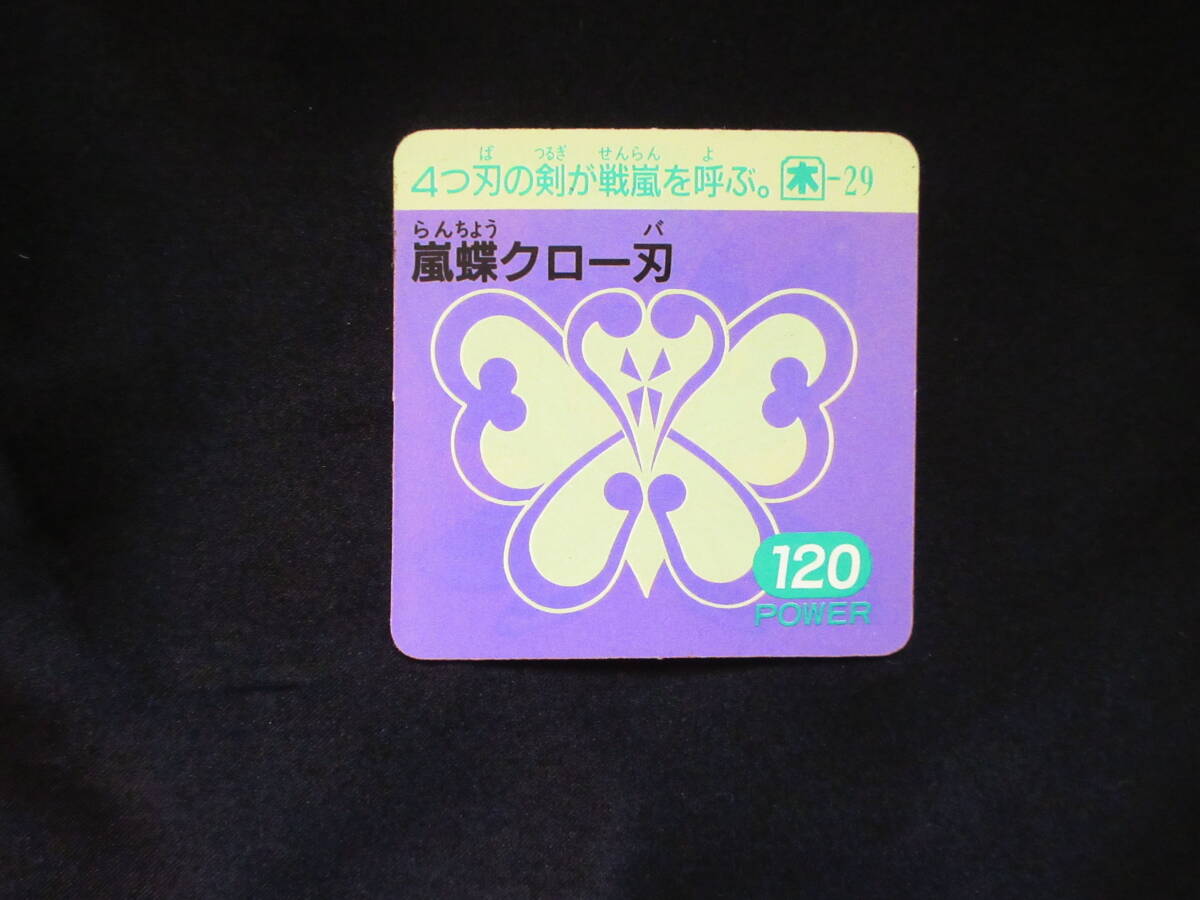 ば つるぎ せんらん よ
4つ刃の剣が戦嵐を呼ぶ。木-29
らんちょう バ
嵐蝶クロー刃
120
POWER